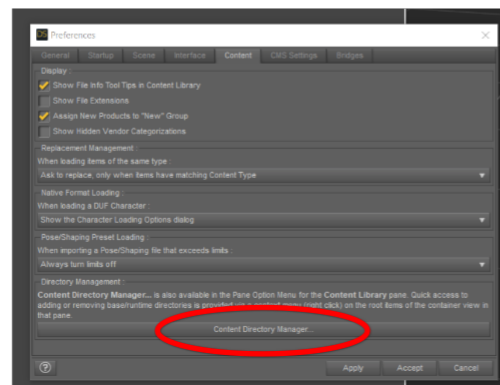 DS Preferences
General Startup Scene Interface Content CMS Settings Bridges
Display :
Show File Info Tool Tips in Content Library
Show File Extensions
Assign New Products to "New" Group
Show Hidden Vendor Categorizations
Replacement Management :
When loading items of the same type :
Ask to replace, only when items have matching Content Type
Native Format Loading :
When loading a DUF Character :
Show the Character Loading Options dialog
Pose/Shaping Preset Loading :
When importing a Pose/Shaping file that exceeds limits :
Always turn limits off
Directory Management :
Content Directory Manager... is also available in the Pane Option Menu for the Content Library pane. Quick access to
adding or removing base/runtime directories is provided via a context menu (right click) on the root items of the container view in
that pane.
Content Directory Manager...
? Apply Accept Cancel